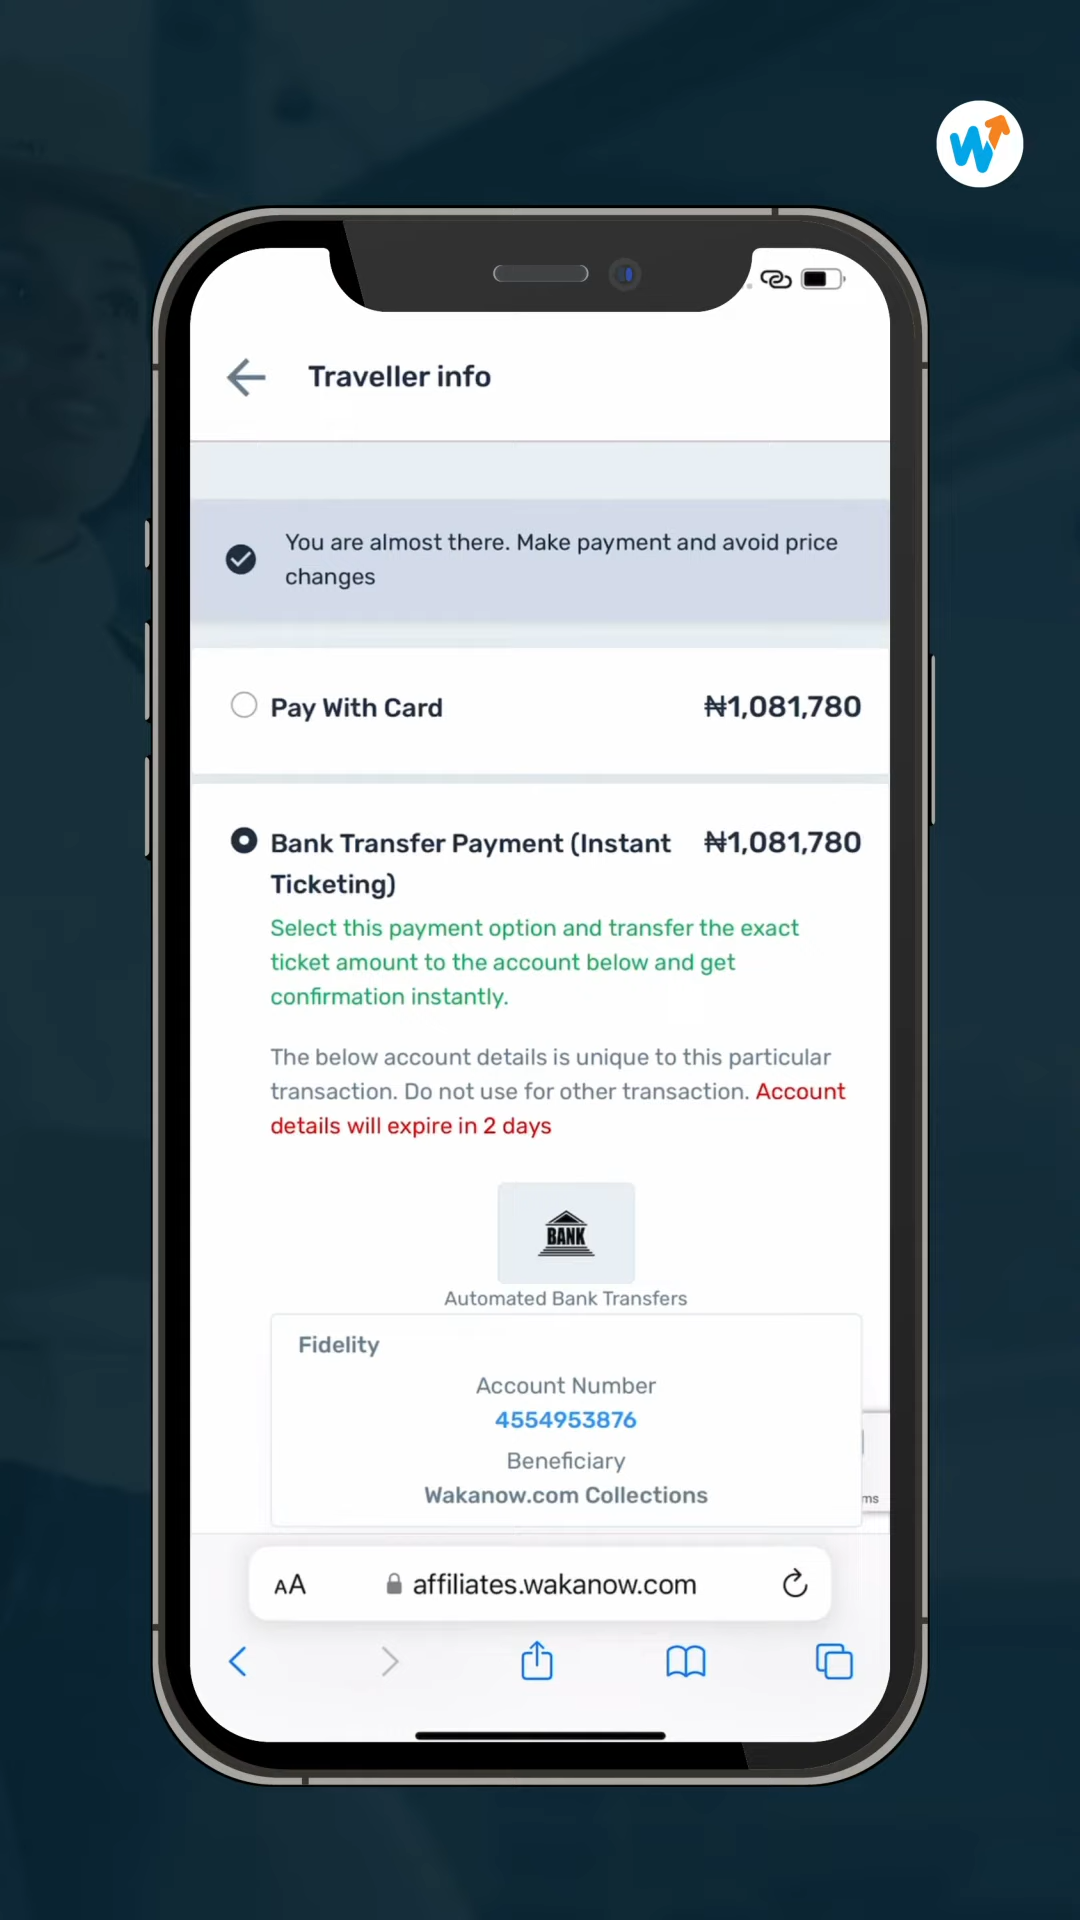 Traveller info
You are almost there. Make payment and avoid price
changes
Pay With Card ₦1,081,780
Bank Transfer Payment (Instant ₦1,081,780
Ticketing)
Select this payment option and transfer the exact
ticket amount to the account below and get
confirmation instantly.
The below account details is unique to this particular
transaction. Do not use for other transaction. Account
details will expire in 2 days
BANK
Automated Bank Transfers
Fidelity
Account Number
4554953876
Beneficiary
Wakanow.com Collections
ms
AA affiliates.wakanow.com